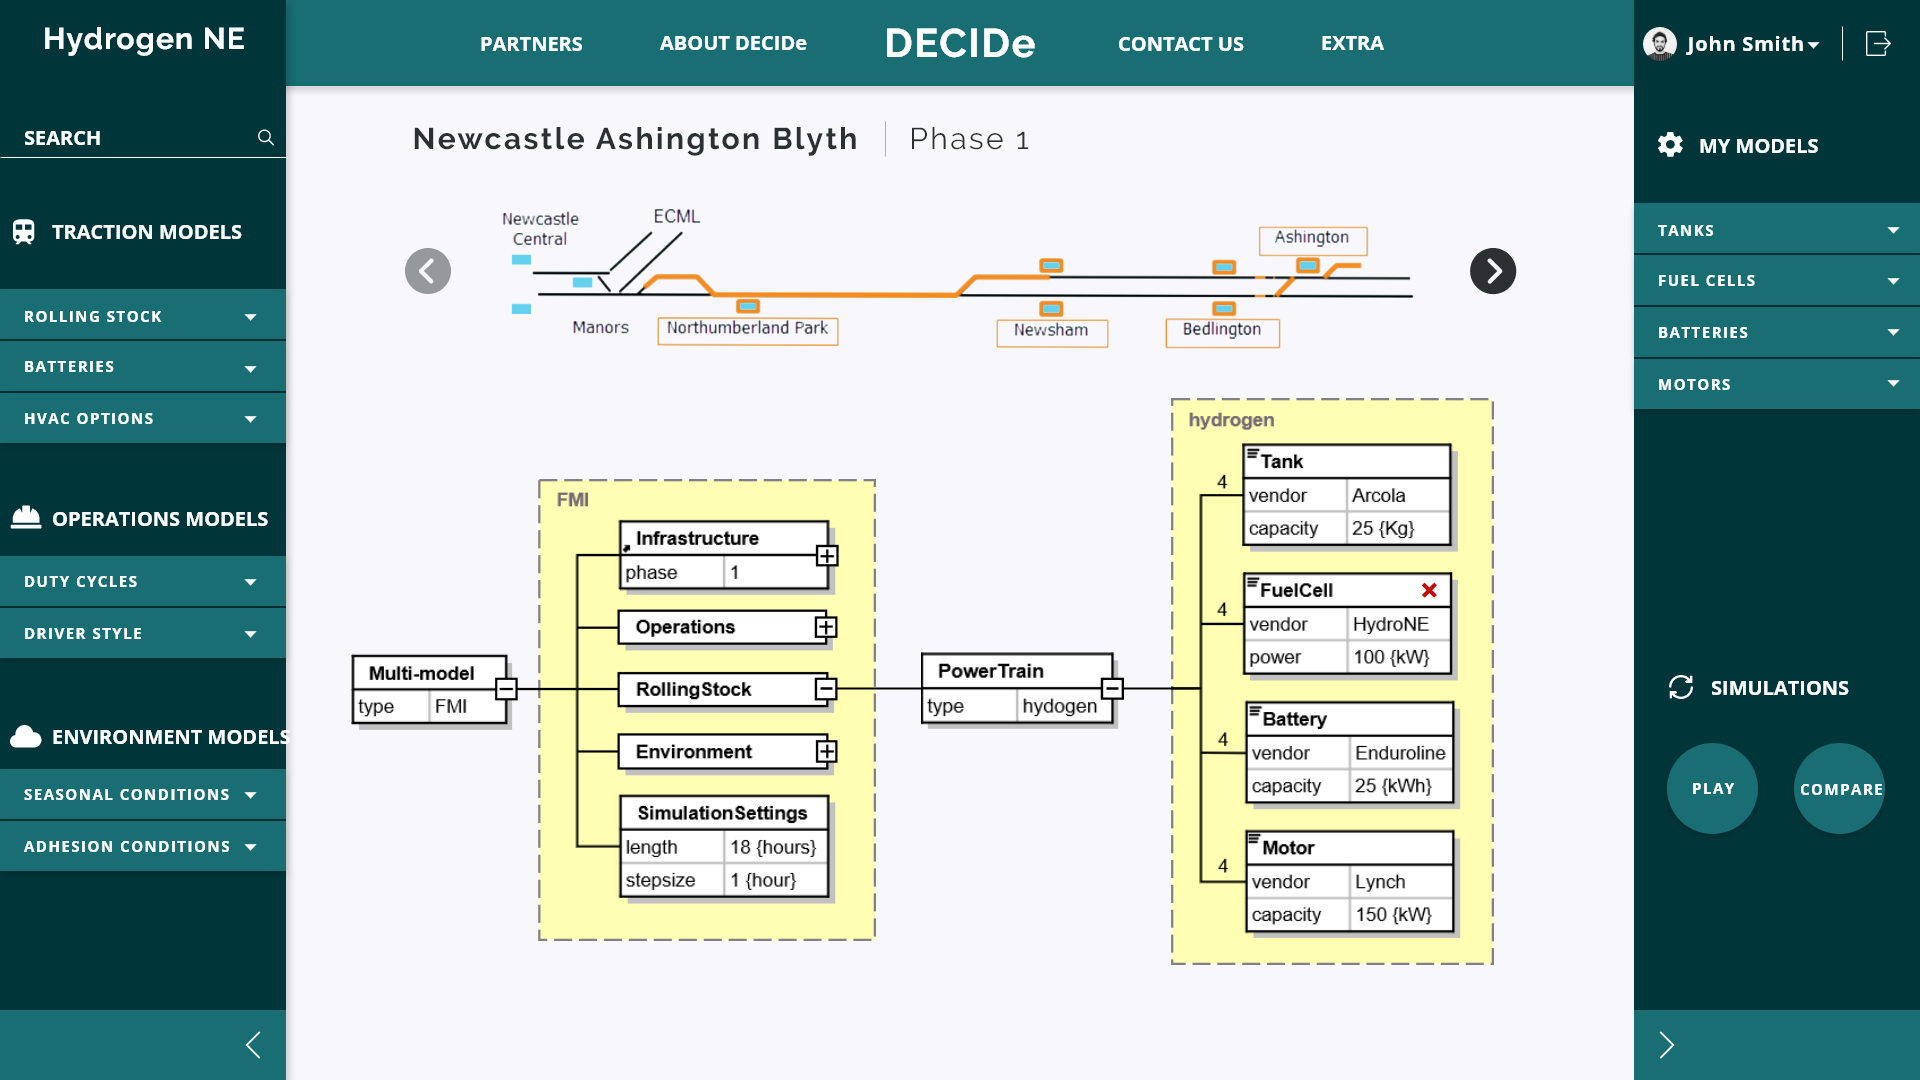 Hydrogen NE
PARTNERS
ABOUT DECIDe
DECIDe
CONTACT US
EXTRA
John Smith
SEARCH
TRACTION MODELS
ROLLING STOCK
BATTERIES
HVAC OPTIONS
OPERATIONS MODELS
DUTY CYCLES
DRIVER STYLE
ENVIRONMENT MODELS
SEASONAL CONDITIONS
ADHESION CONDITIONS
Newcastle Ashington Blyth
Phase 1
Newcastle
Central
ECML
Ashington
Manors
Northumberland Park
Newsham
Bedlington
Multi-model
type FMI
FMI
Infrastructure
phase 1
Operations
RollingStock
Environment
SimulationSettings
length 18 {hours}
stepsize 1 {hour}
PowerTrain
type hydogen
hydrogen
4
Tank
vendor Arcola
capacity 25 {Kg}
4
FuelCell
vendor HydroNE
power 100 {kW}
4
Battery
vendor Enduroline
capacity 25 {kWh}
4
Motor
vendor Lynch
capacity 150 {kW}
MY MODELS
TANKS
FUEL CELLS
BATTERIES
MOTORS
SIMULATIONS
PLAY
COMPARE